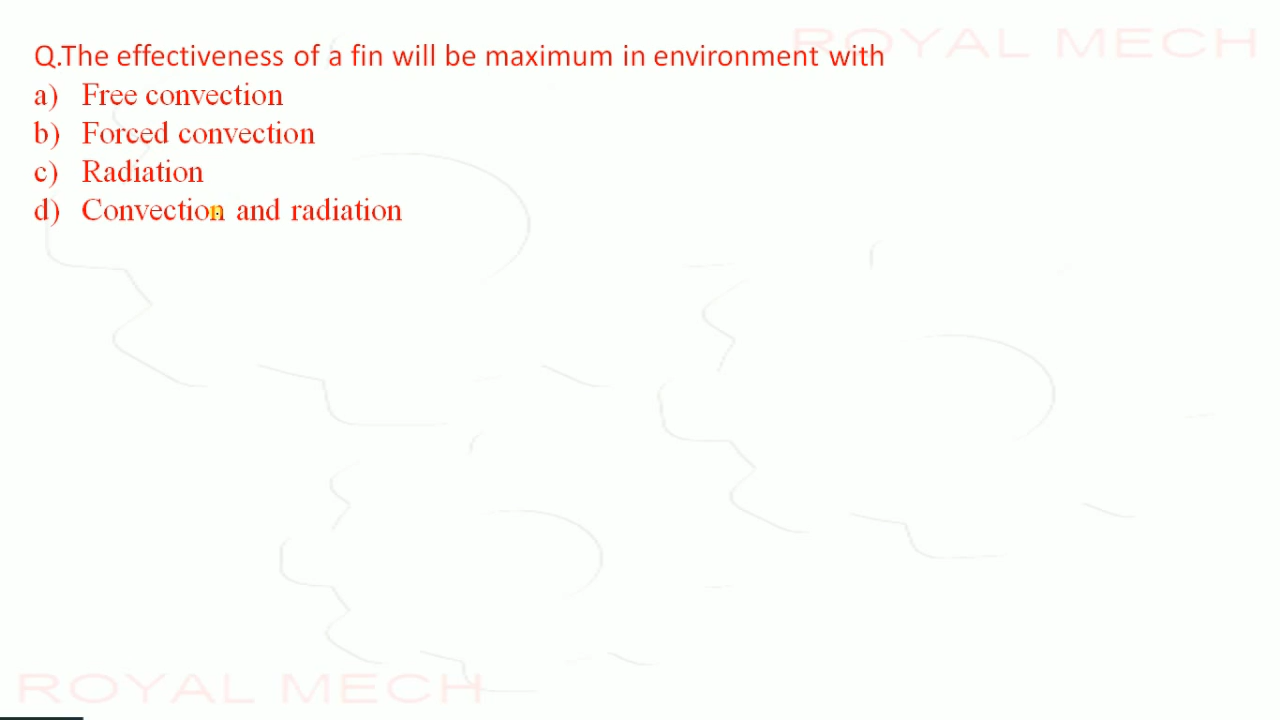 ROYAL MECH
Q.The effectiveness of a fin will be maximum in environment with
a) Free convection
b) Forced convection
c) Radiation
d) Convection and radiation
ROYAL MECH